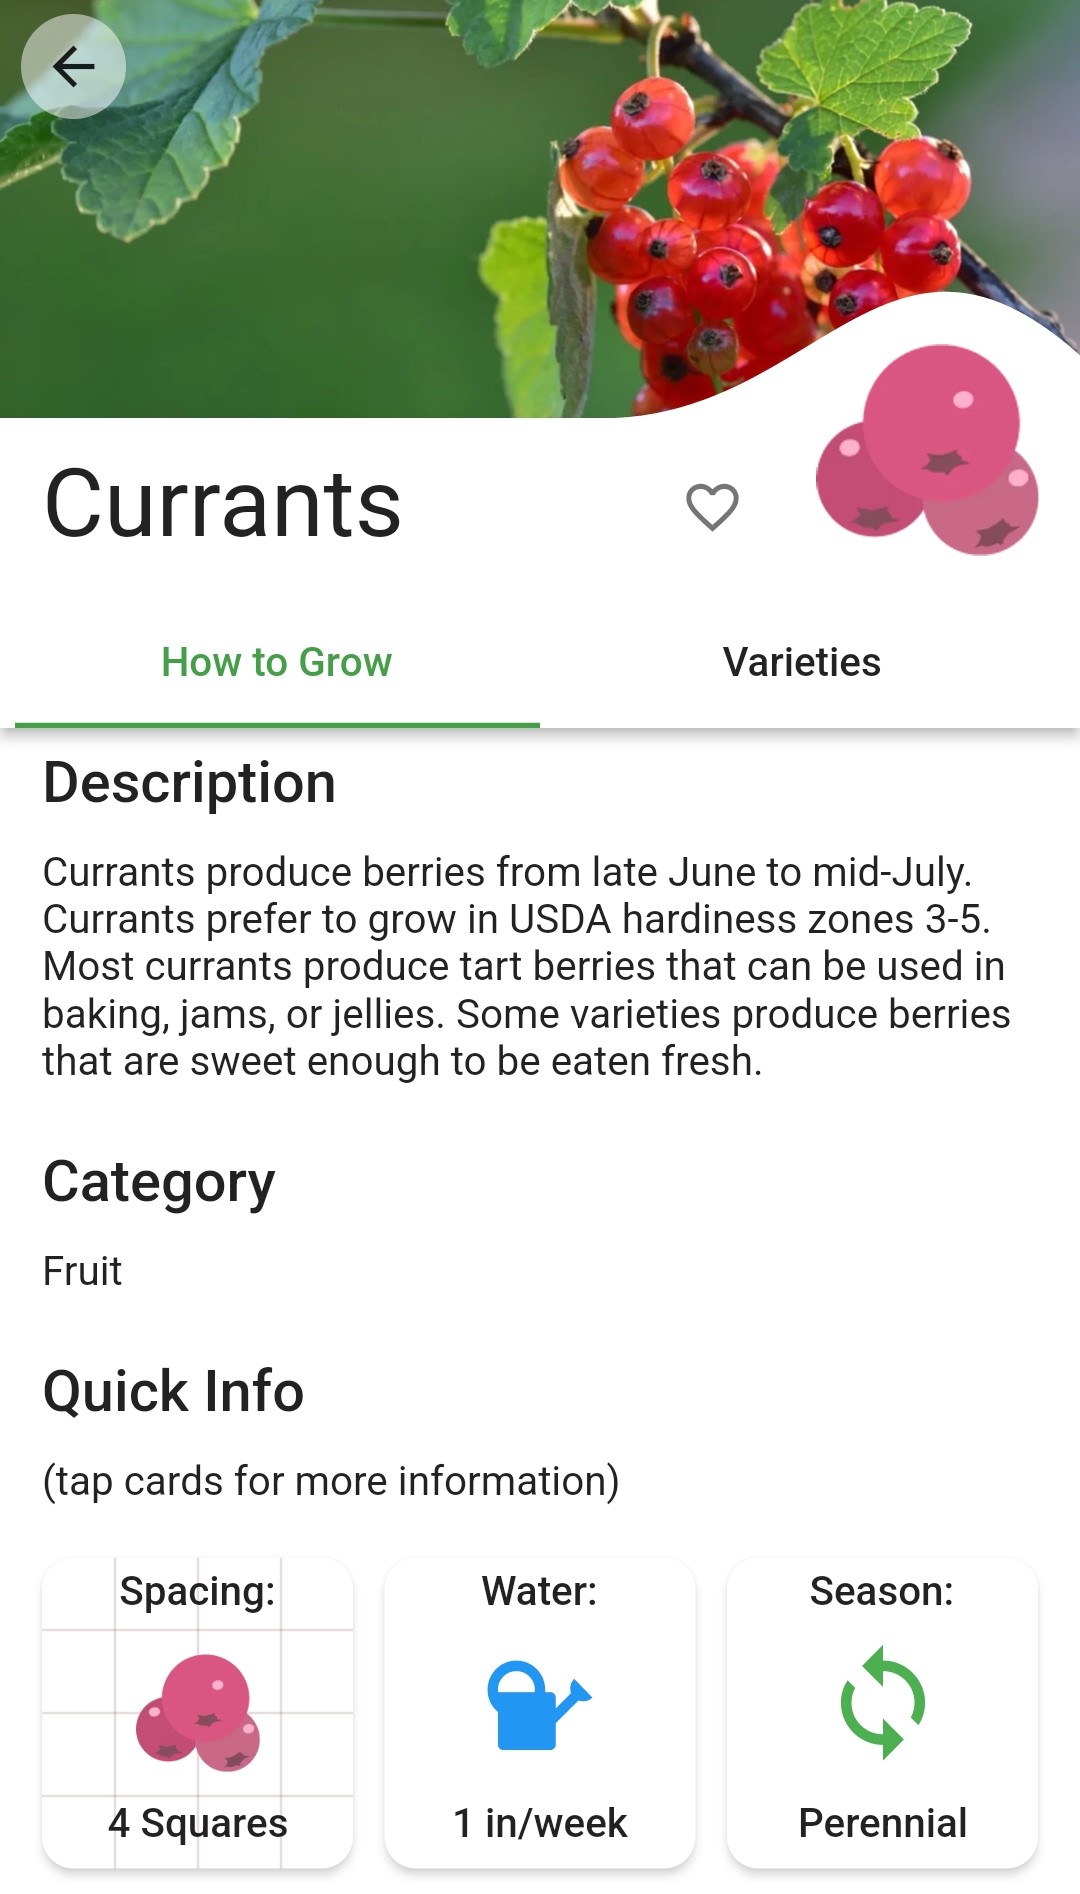 Currants
How to Grow
Varieties
Description
Currants produce berries from late June to mid-July.
Currants prefer to grow in USDA hardiness zones 3-5.
Most currants produce tart berries that can be used in
baking, jams, or jellies. Some varieties produce berries
that are sweet enough to be eaten fresh.
Category
Fruit
Quick Info
(tap cards for more information)
Spacing:
4 Squares
Water:
1 in/week
Season:
Perennial